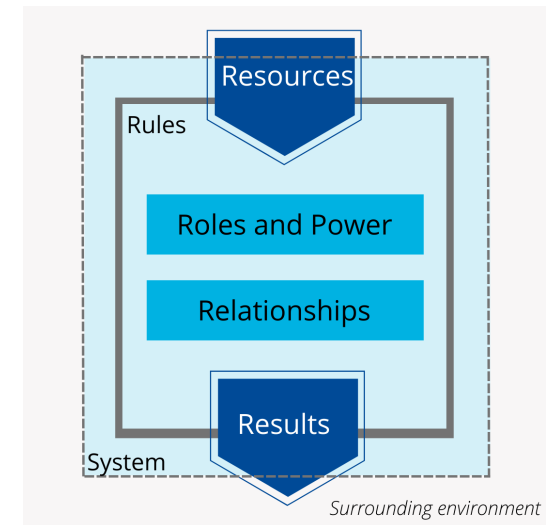 Resources
Rules
Roles and Power
Relationships
Results
System
Surrounding environment